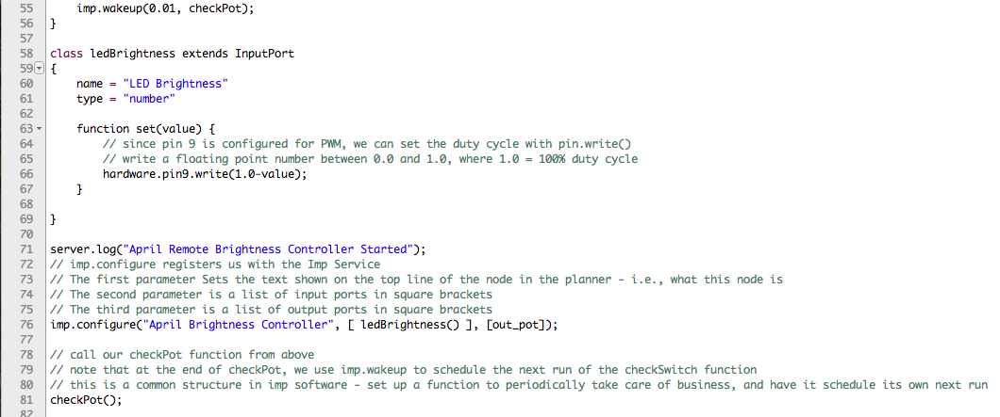 55 imp.wakeup(0.01, checkPot);
56 }
57
58 class ledBrightness extends InputPort
59 {
60 name = "LED Brightness"
61 type = "number"
62
63 function set(value) {
64 // since pin 9 is configured for PWM, we can set the duty cycle with pin.write()
65 // write a floating point number between 0.0 and 1.0, where 1.0 = 100% duty cycle
66 hardware.pin9.write(1.0-value);
67 }
68
69 }
70
71 server.log("April Remote Brightness Controller Started");
72 // imp.configure registers us with the Imp Service
73 // The first parameter Sets the text shown on the top line of the node in the planner - i.e., what this node is
74 // The second parameter is a list of input ports in square brackets
75 // The third parameter is a list of output ports in square brackets
76 imp.configure("April Brightness Controller", [ ledBrightness() ], [out_pot]);
77
78 // call our checkPot function from above
79 // note that at the end of checkPot, we use imp.wakeup to schedule the next run of the checkSwitch function
80 // this is a common structure in imp software - set up a function to periodically take care of business, and have it schedule its own next run
81 checkPot();
82